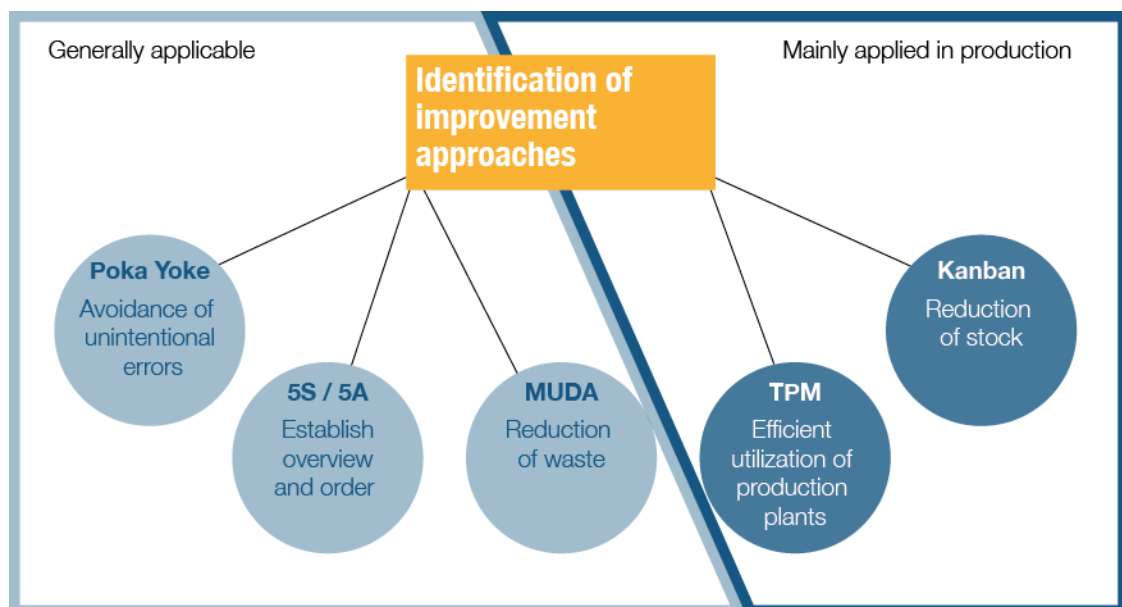 Generally applicable
Mainly applied in production
Identification of
improvement
approaches
Poka Yoke
Avoidance of
unintentional
errors
5S / 5A
Establish
overview
and order
MUDA
Reduction
of waste
TPM
Efficient
utilization of
production
plants
Kanban
Reduction
of stock